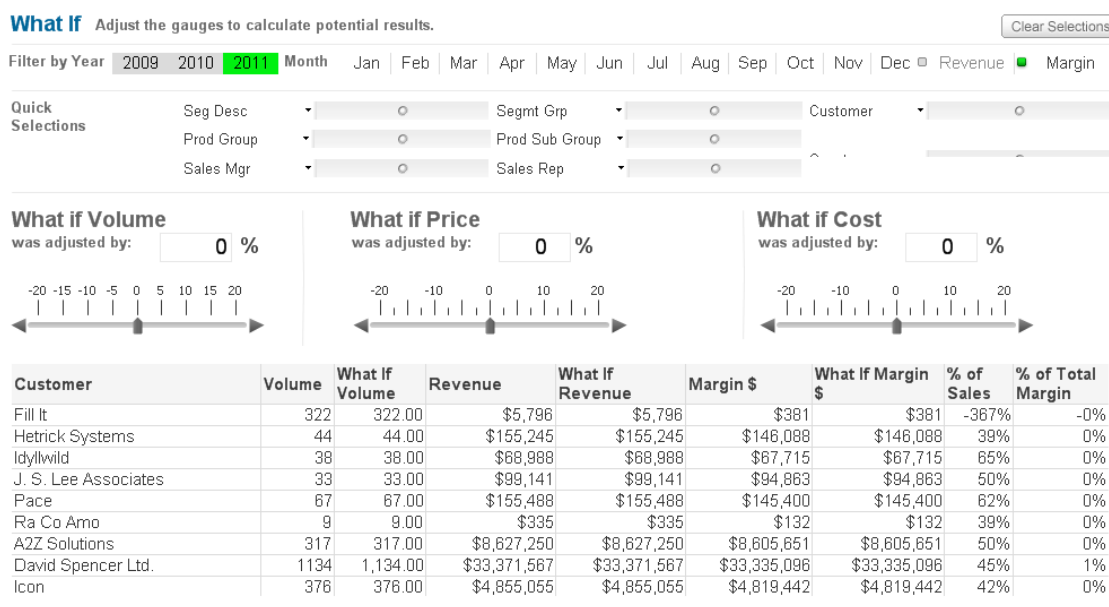 What If Adjust the gauges to calculate potential results. Clear Selections
Filter by Year 2009 2010 2011 Month Jan Feb Mar Apr May Jun Jul Aug Sep Oct Nov Dec Revenue Margin
Quick Selections Seg Desc Segmt Grp Customer
Prod Group Prod Sub Group
Sales Mgr Sales Rep
What if Volume What if Price What if Cost
was adjusted by: 0 % was adjusted by: 0 % was adjusted by: 0 %
-20 -15 -10 -5 0 5 10 15 20 -20 -10 0 10 20 -20 -10 0 10 20
Customer Volume What If Volume Revenue What If Revenue Margin $ What If Margin $ % of Sales % of Total Margin
Fill It 322 322.00 $5,796 $5,796 $381 $381 -367% -0%
Hetrick Systems 44 44.00 $155,245 $155,245 $146,088 $146,088 39% 0%
Idyllwild 38 38.00 $68,988 $68,988 $67,715 $67,715 65% 0%
J. S. Lee Associates 33 33.00 $99,141 $99,141 $94,863 $94,863 50% 0%
Pace 67 67.00 $155,488 $155,488 $145,400 $145,400 62% 0%
Ra Co Amo 9 9.00 $335 $335 $132 $132 39% 0%
A2Z Solutions 317 317.00 $8,627,250 $8,627,250 $8,605,651 $8,605,651 50% 0%
David Spencer Ltd. 1134 1,134.00 $33,371,567 $33,371,567 $33,335,096 $33,335,096 45% 1%
Icon 376 376.00 $4,855,055 $4,855,055 $4,819,442 $4,819,442 42% 0%